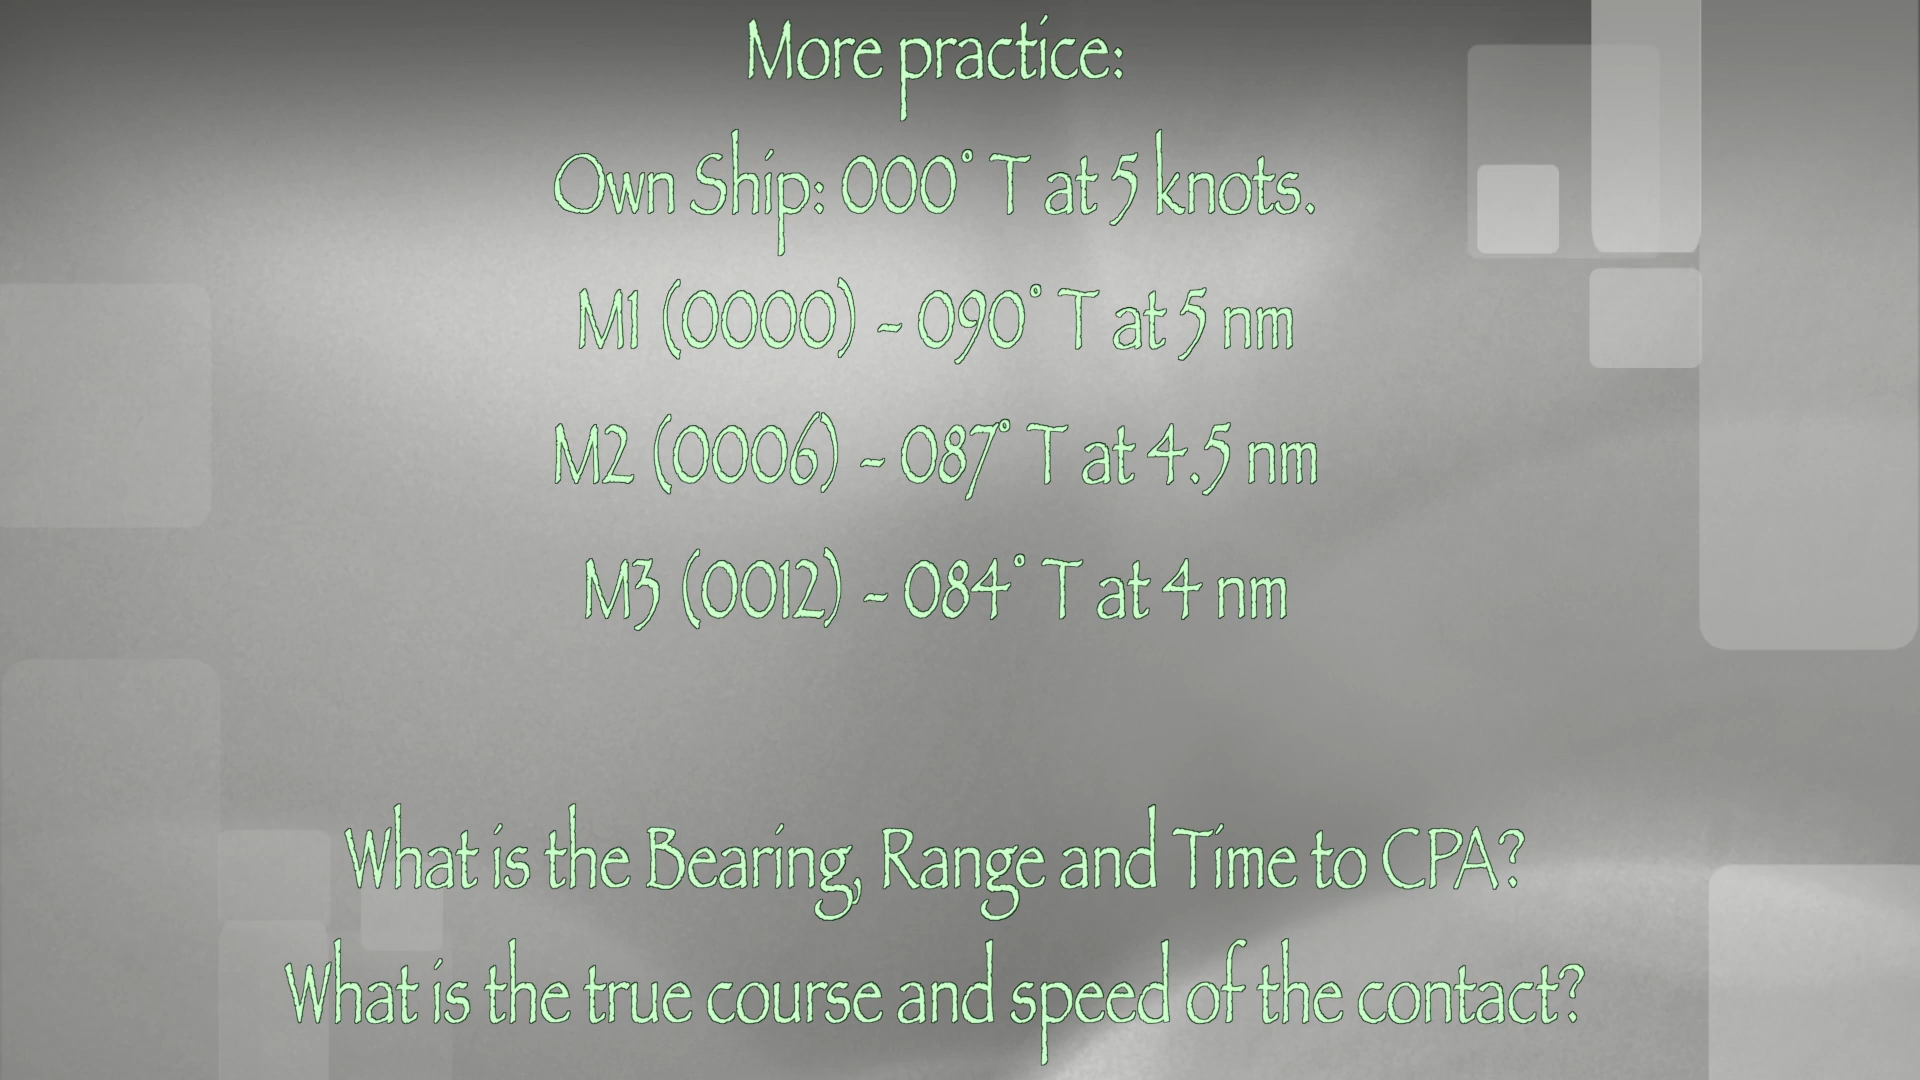 More practice:
Own Ship: 000° T at 5 knots.
M1 (0000) - 090° T at 5 nm
M2 (0006) - 087° T at 4.5 nm
M3 (0012) - 084° T at 4 nm
What is the Bearing, Range and Time to CPA?
What is the true course and speed of the contact?